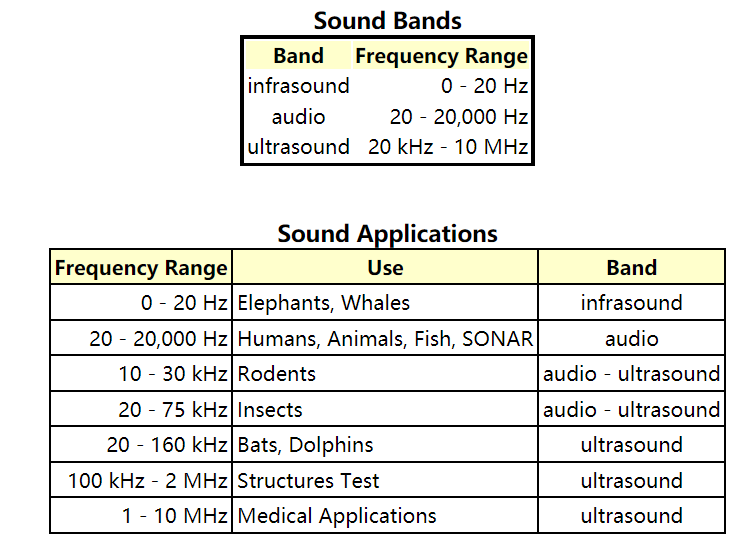 Sound Bands
Band Frequency Range
infrasound 0 - 20 Hz
audio 20 - 20,000 Hz
ultrasound 20 kHz - 10 MHz
Sound Applications
Frequency Range Use Band
0 - 20 Hz Elephants, Whales infrasound
20 - 20,000 Hz Humans, Animals, Fish, SONAR audio
10 - 30 kHz Rodents audio - ultrasound
20 - 75 kHz Insects audio - ultrasound
20 - 160 kHz Bats, Dolphins ultrasound
100 kHz - 2 MHz Structures Test ultrasound
1 - 10 MHz Medical Applications ultrasound